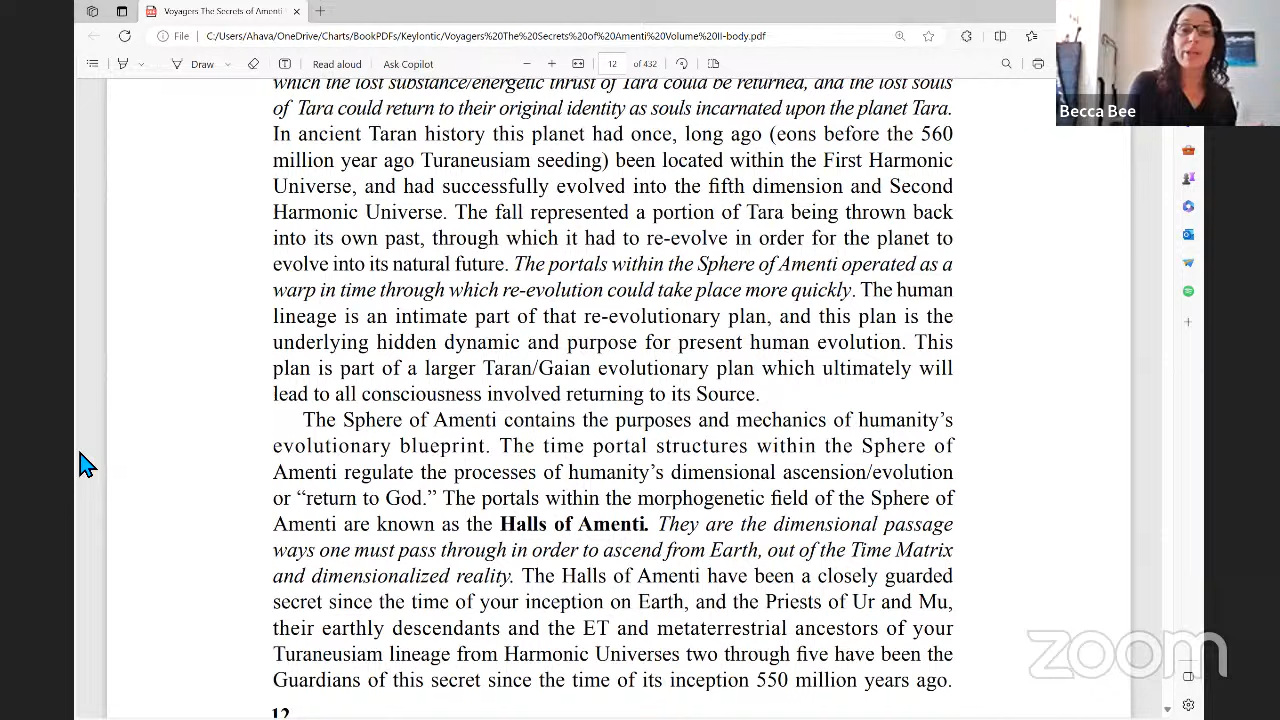 Voyagers The Secrets of Amenti
File
C:/Users/Ahava/OneDrive/Charts/BookPDFs/Keylontic/Voyagers%20Secrets%20of%20Amenti%20Volume%20II-body.pdf
Draw
Read aloud
Edit with Acrobat
12 of 432
Becca Bee
which the lost substance/energetic thrust of Tara could be returned, and the lost souls
of Tara could return to their original identity as souls incarnated upon the planet Tara.
In ancient Taran history this planet had once, long ago (eons before the 560
million year ago Turaneusiam seeding) been located within the First Harmonic
Universe, and had successfully evolved into the fifth dimension and Second
Harmonic Universe. The fall represented a portion of Tara being thrown back
into its own past, through which it had to re-evolve in order for the planet to
evolve into its natural future. The portals within the Sphere of Amenti operated as a
warp in time through which re-evolution could take place more quickly. The human
lineage is an intimate part of that re-evolutionary plan, and this plan is the
underlying hidden dynamic and purpose for present human evolution. This
plan is part of a larger Taran/Gaian evolutionary plan which ultimately will
lead to all consciousness involved returning to its Source.
The Sphere of Amenti contains the purposes and mechanics of humanity’s
evolutionary blueprint. The time portal structures within the Sphere of
Amenti regulate the processes of humanity’s dimensional ascension/evolution
or “return to God.” The portals within the morphogenetic field of the Sphere of
Amenti are known as the Halls of Amenti. They are the dimensional passage
ways one must pass through in order to ascend from Earth, out of the Time Matrix
and dimensionalized reality. The Halls of Amenti have been a closely guarded
secret since the time of your inception on Earth, and the Priests of Ur and Mu,
their earthly descendants and the ET and metaterrestrial ancestors of your
Turaneusiam lineage from Harmonic Universes two through five have been the
Guardians of this secret since the time of its inception 550 million years ago.
12
zoom